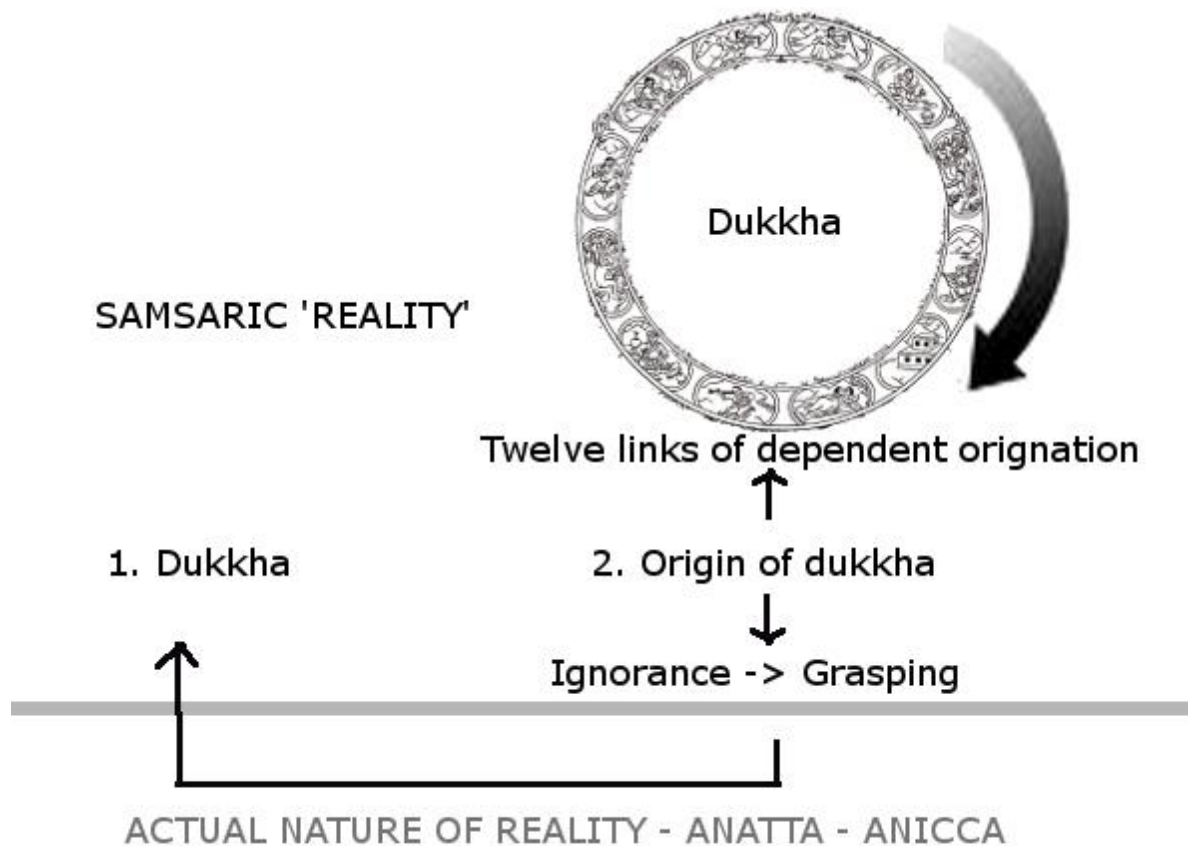 Dukkha
SAMSARIC 'REALITY'
Twelve links of dependent orignation
1. Dukkha
2. Origin of dukkha
Ignorance -> Grasping
ACTUAL NATURE OF REALITY - ANATTA - ANICCA